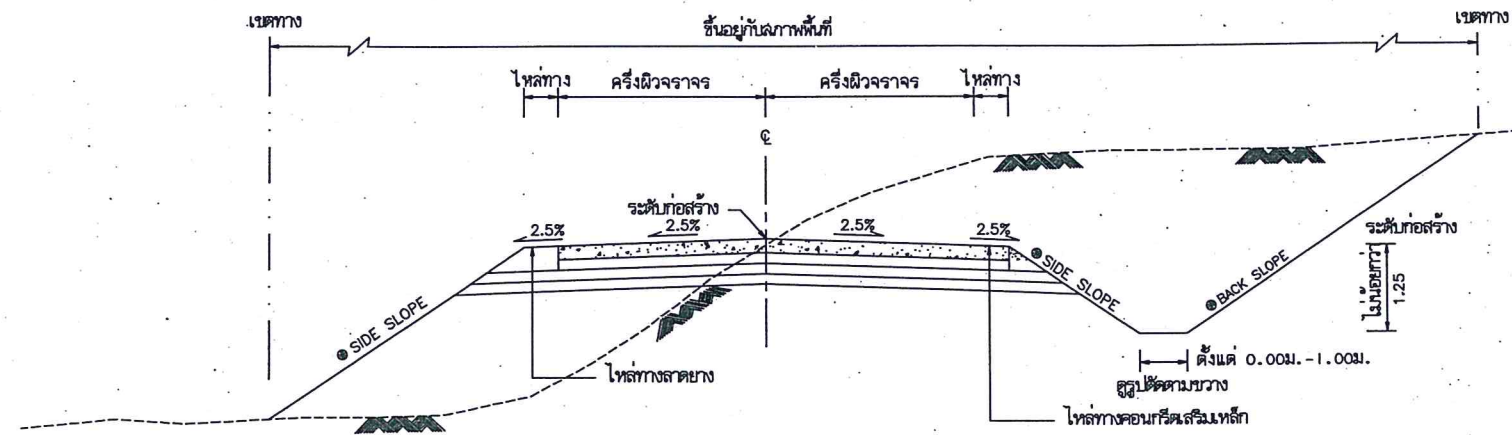 เขตทาง
เขตทาง
ขึ้นอยู่กับสภาพพื้นที่
ไหล่ทาง
ครึ่งผิวจราจร
ครึ่งผิวจราจร
ไหล่ทาง
℄
ระดับก่อสร้าง
2.5%
2.5%
2.5%
2.5%
ระดับก่อสร้าง
ไม่น้อยกว่า
1.25
SIDE SLOPE
SIDE SLOPE
BACK SLOPE
ตั้งแต่ 0.00ม.-1.00ม.
ดูรูปตัดตามขวาง
ไหล่ทางลาดยาง
ไหล่ทางคอนกรีตเสริมเหล็ก